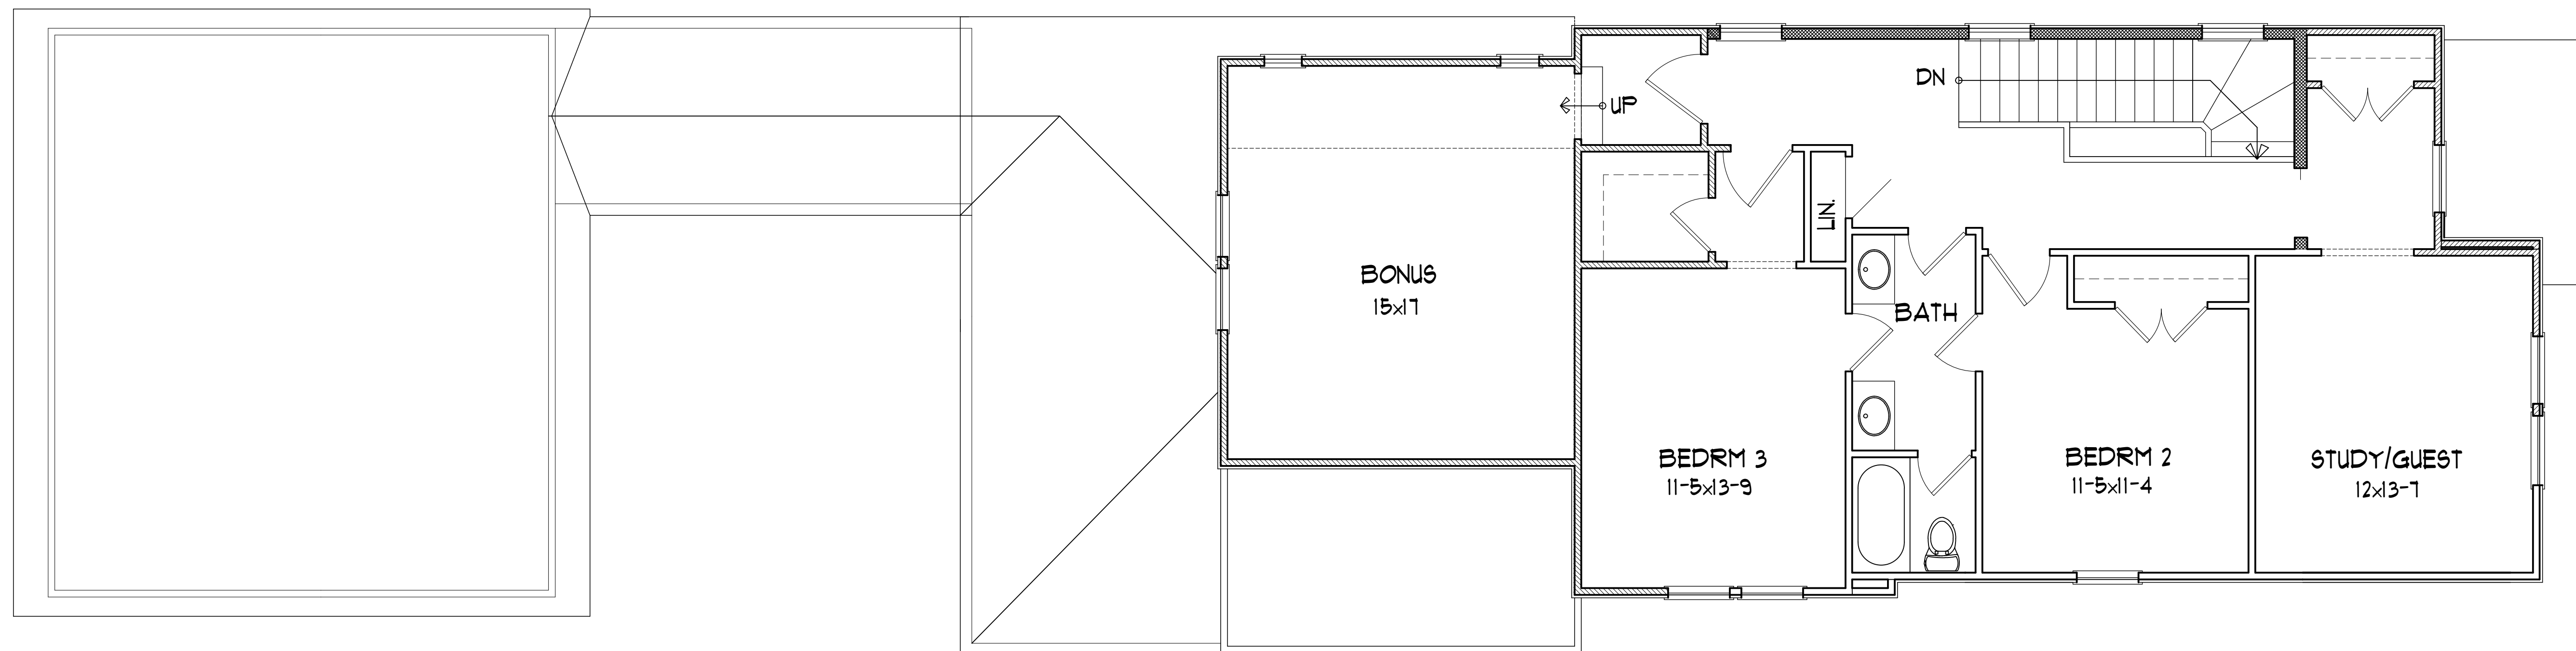 DN
UP
LIN.
BONUS
15x17
BATH
BEDRM 3
11-5x13-9
BEDRM 2
11-5x11-4
STUDY/GUEST
12x13-7